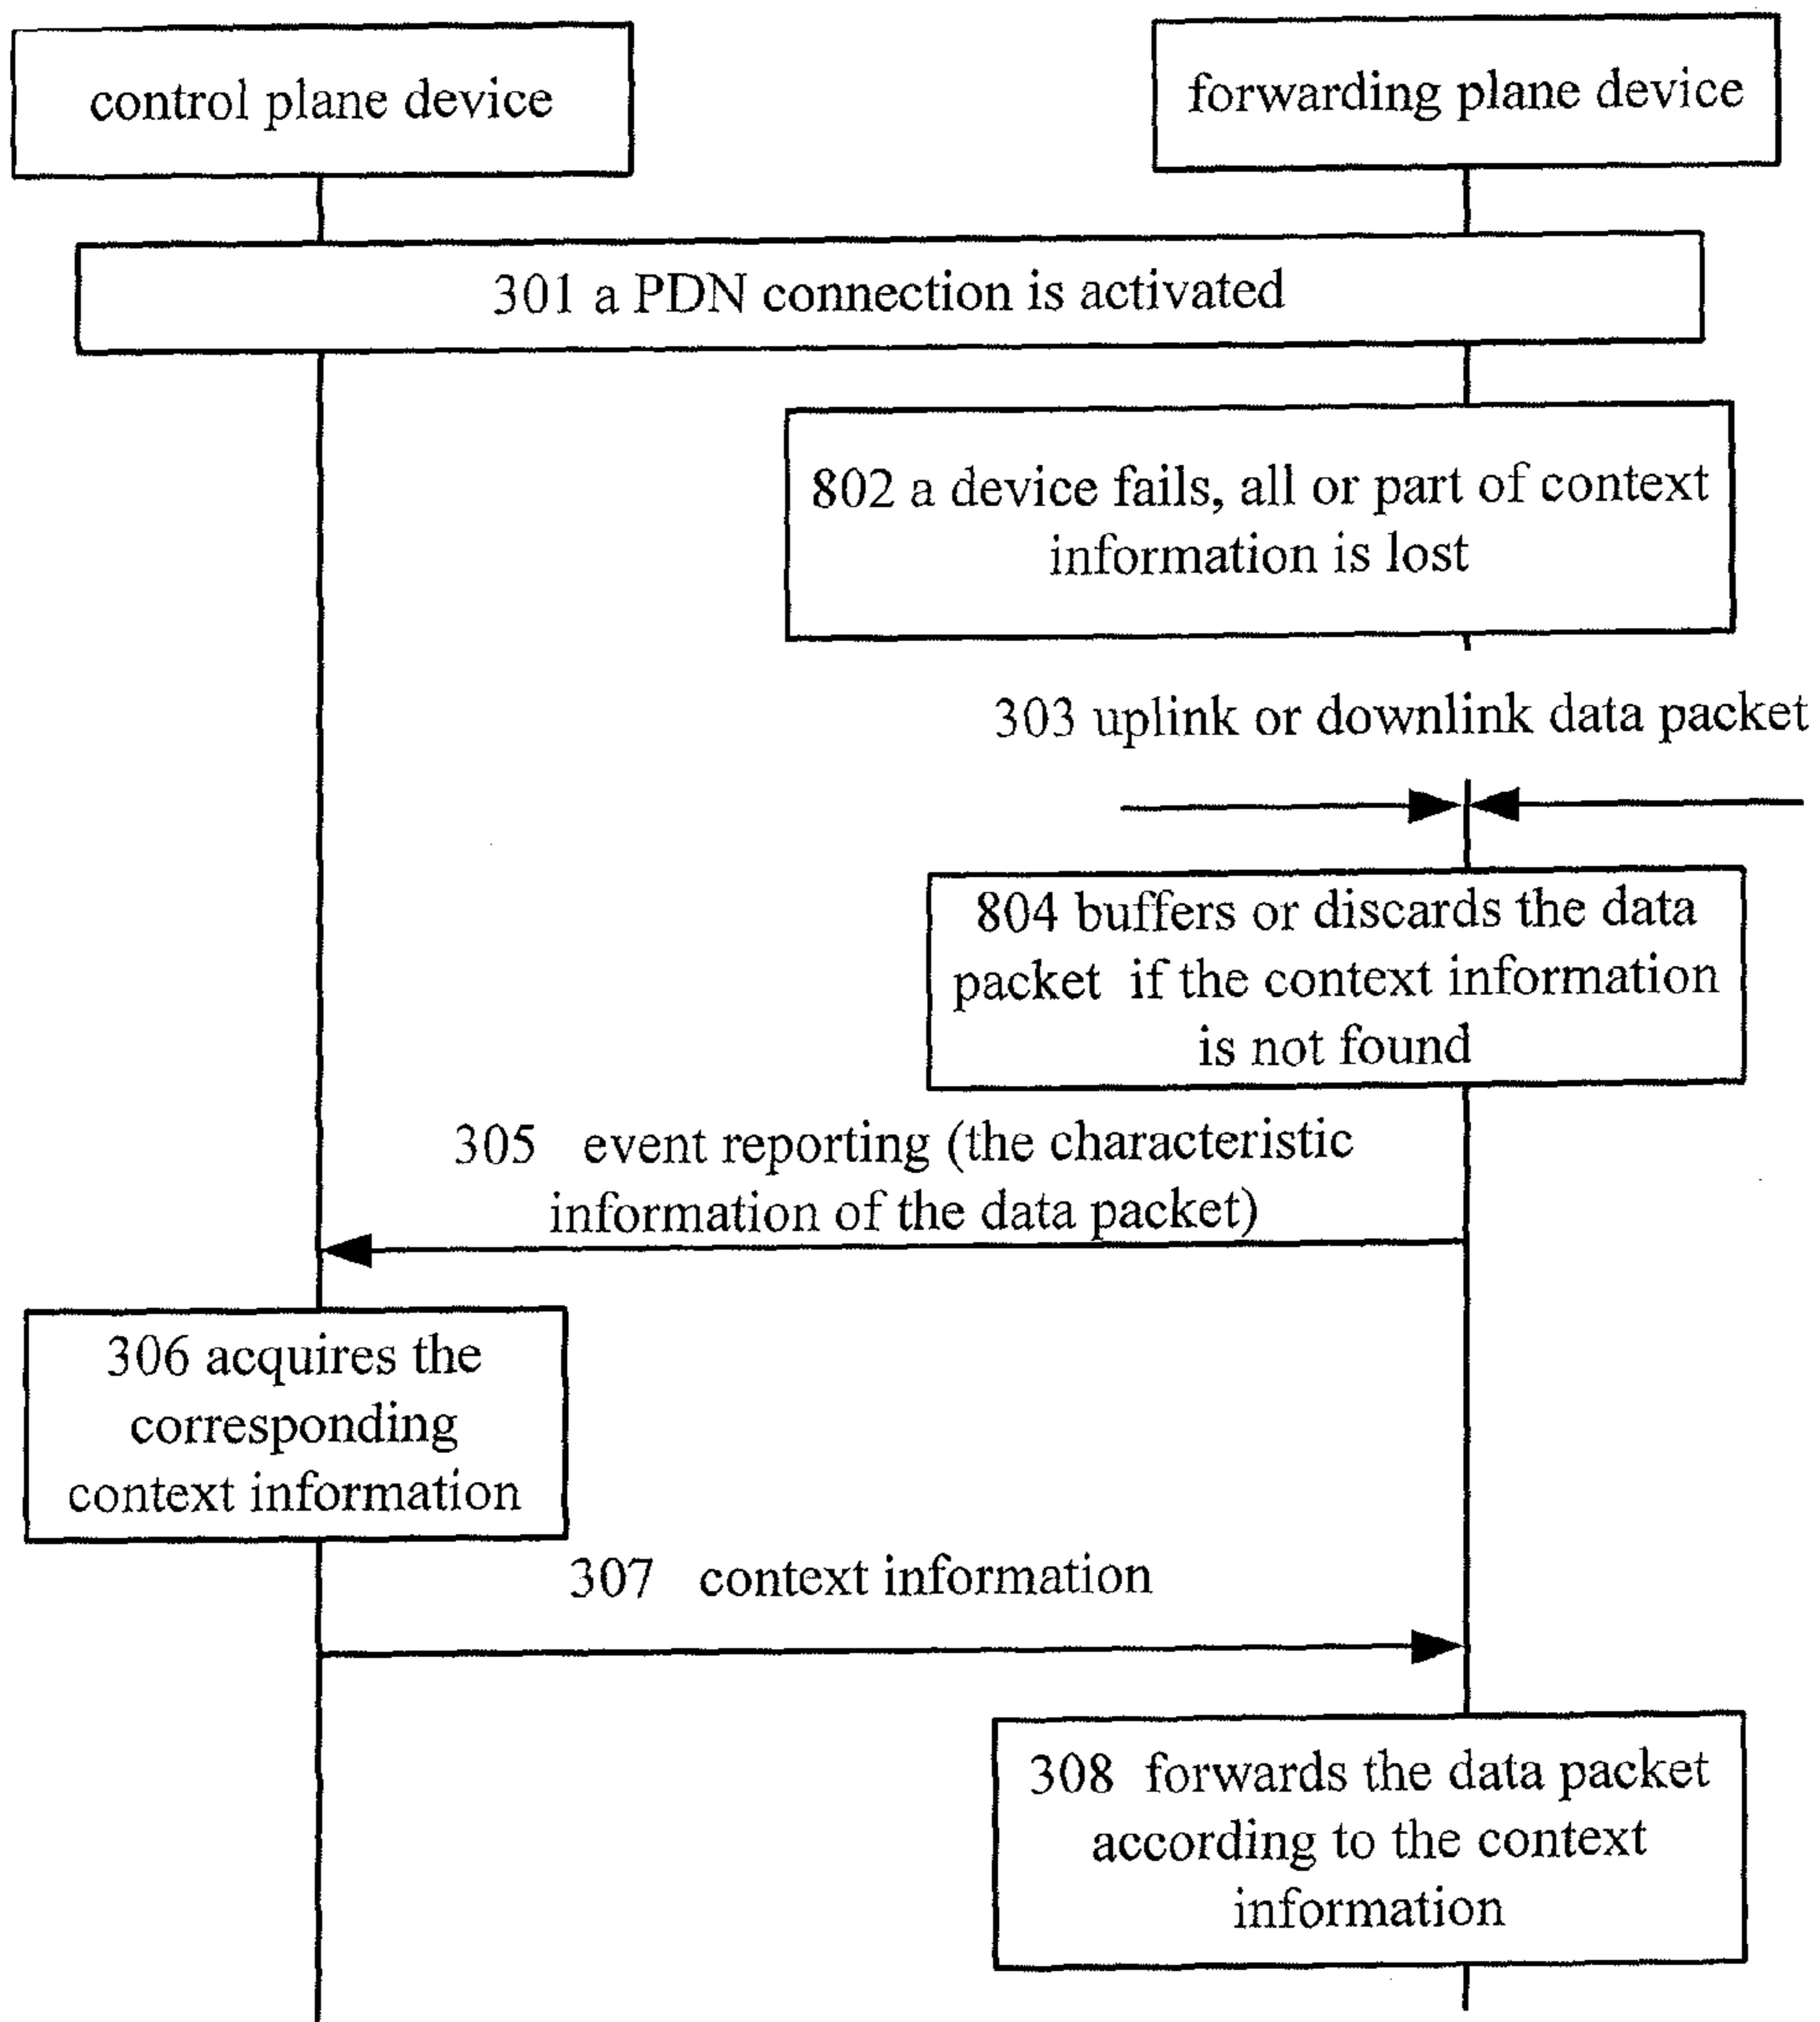 control plane device
forwarding plane device
301 a PDN connection is activated
802 a device fails, all or part of context
information is lost
303 uplink or downlink data packet
804 buffers or discards the data
packet if the context information
is not found
305 event reporting (the characteristic
information of the data packet)
306 acquires the
corresponding
context information
307 context information
308 forwards the data packet
according to the context
information